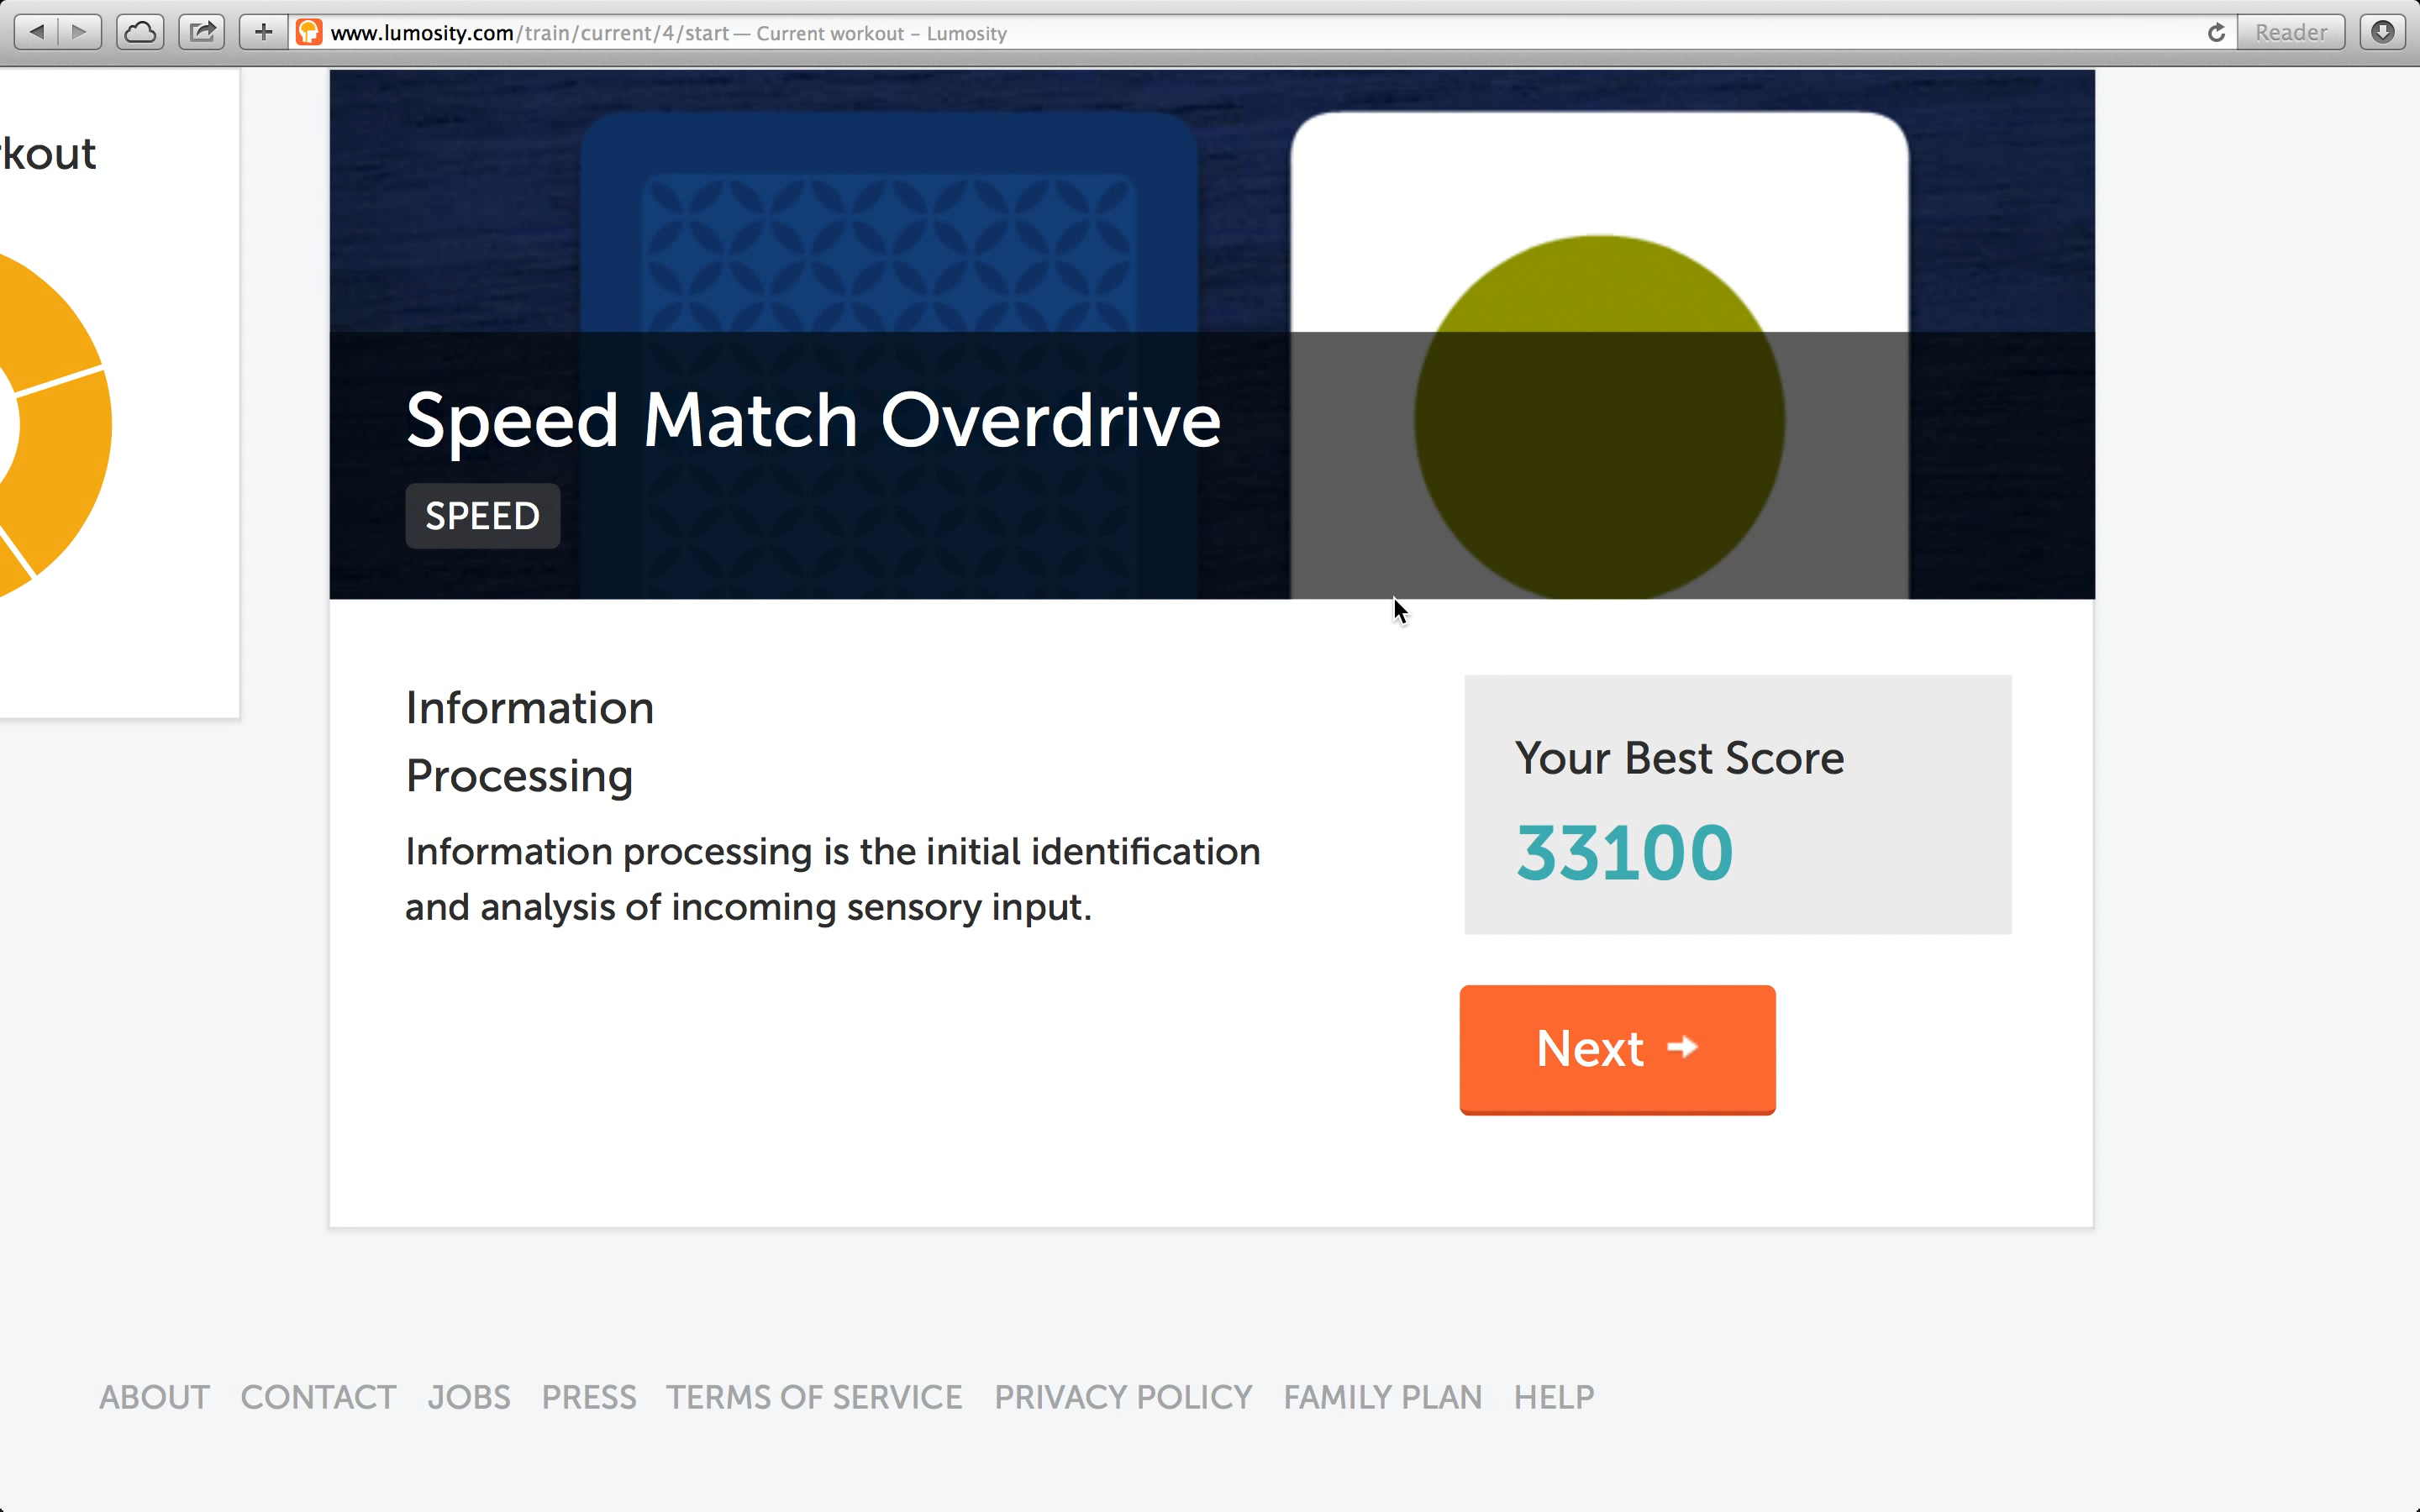 www.lumosity.com/train/current/4/start — Current workout – Lumosity
Reader
rkout
Speed Match Overdrive
SPEED
Information
Processing
Information processing is the initial identification
and analysis of incoming sensory input.
Your Best Score
33100
Next
ABOUT CONTACT JOBS PRESS TERMS OF SERVICE PRIVACY POLICY FAMILY PLAN HELP